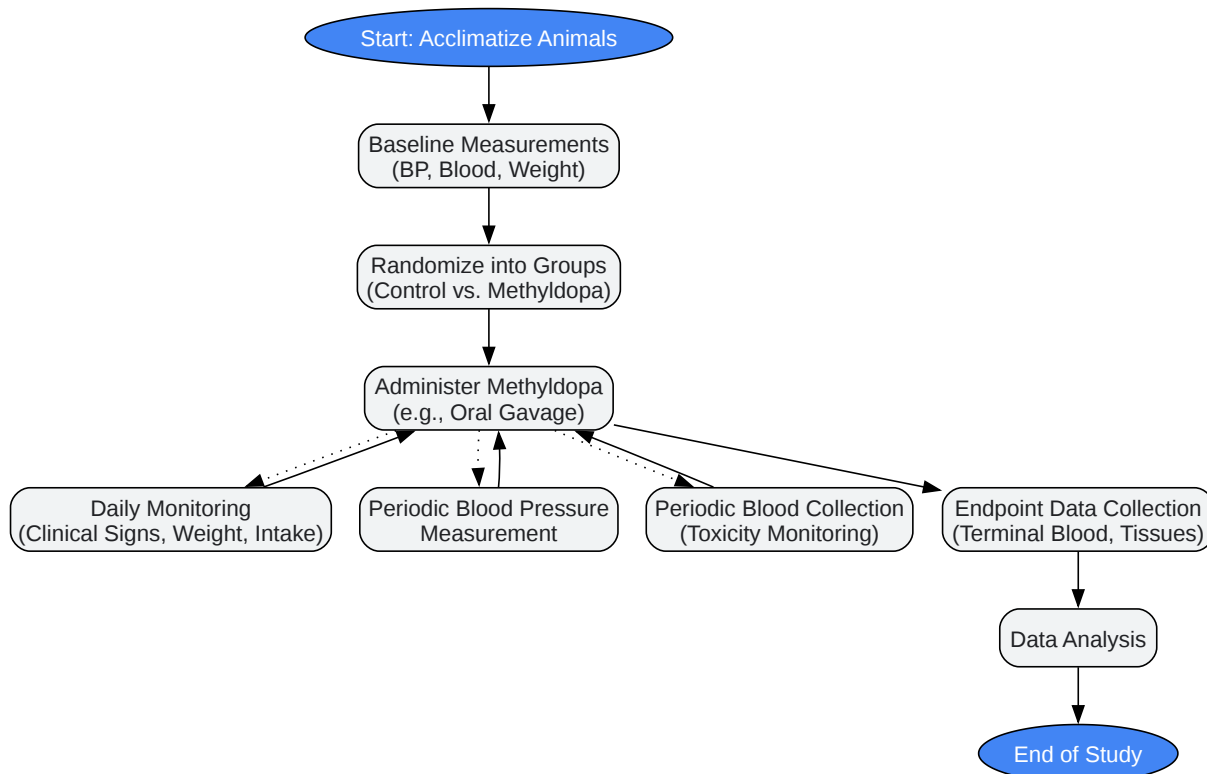 Start: Acclimatize Animals
Baseline Measurements
(BP, Blood, Weight)
Randomize into Groups
(Control vs. Methyldopa)
Administer Methyldopa
(e.g., Oral Gavage)
Daily Monitoring
(Clinical Signs, Weight, Intake)
Periodic Blood Pressure
Measurement
Periodic Blood Collection
(Toxicity Monitoring)
Endpoint Data Collection
(Terminal Blood, Tissues)
Data Analysis
End of Study